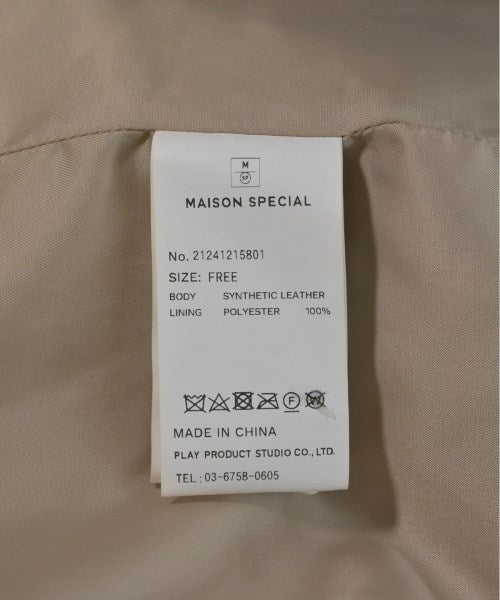 M
SP
MAISON SPECIAL
No. 21241215801
SIZE: FREE
BODY SYNTHETIC LEATHER
LINING POLYESTER 100%
F W
MADE IN CHINA
PLAY PRODUCT STUDIO CO., LTD.
TEL : 03-6758-0605